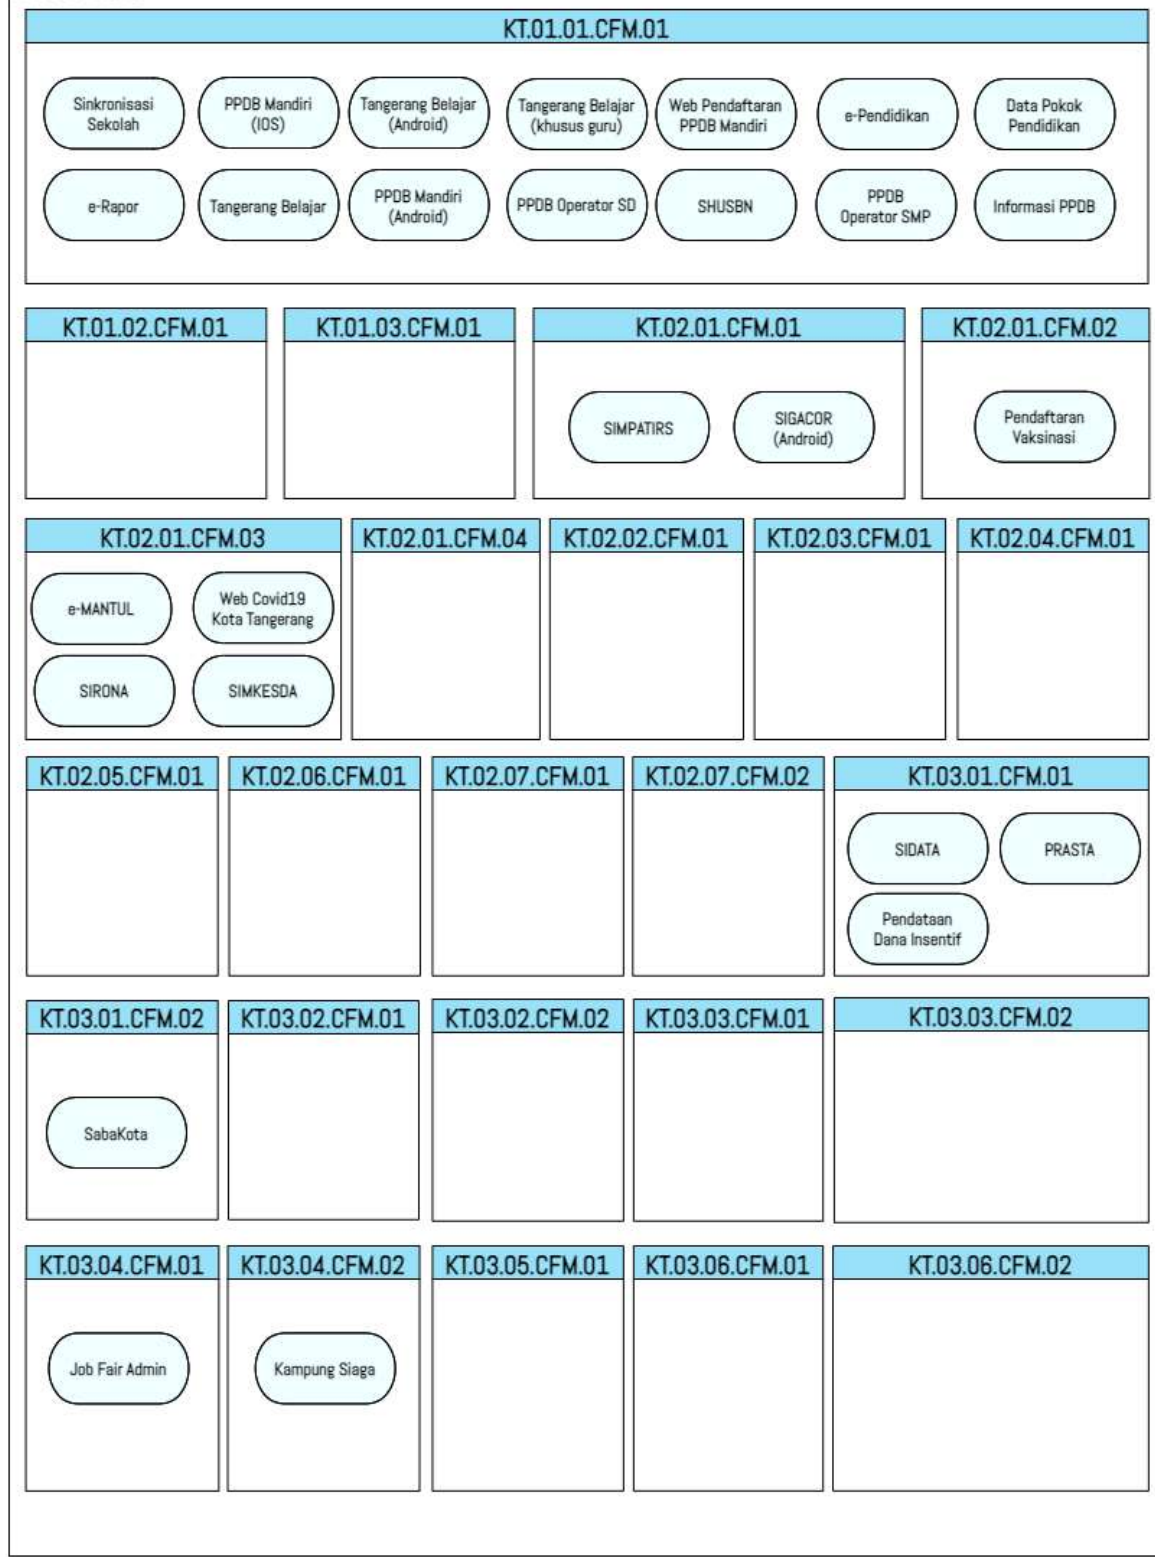 KT.01.01.CFM.01
Sinkronisasi
Sekolah
PPDB Mandiri
(IOS)
Tangerang Belajar
(Android)
Tangerang Belajar
(khusus guru)
Web Pendaftaran
PPDB Mandiri
e-Pendidikan
Data Pokok
Pendidikan
e-Rapor
Tangerang Belajar
PPDB Mandiri
(Android)
PPDB Operator SD
SHUSBN
PPDB
Operator SMP
Informasi PPDB
KT.01.02.CFM.01
KT.01.03.CFM.01
KT.02.01.CFM.01
SIMPATIRS
SIGACOR
(Android)
KT.02.01.CFM.02
Pendaftaran
Vaksinasi
KT.02.01.CFM.03
e-MANTUL
Web Covid19
Kota Tangerang
SIRONA
SIMKESDA
KT.02.01.CFM.04
KT.02.02.CFM.01
KT.02.03.CFM.01
KT.02.04.CFM.01
KT.02.05.CFM.01
KT.02.06.CFM.01
KT.02.07.CFM.01
KT.02.07.CFM.02
KT.03.01.CFM.01
SIDATA
PRASTA
Pendataan
Dana Insentif
KT.03.01.CFM.02
SabaKota
KT.03.02.CFM.01
KT.03.02.CFM.02
KT.03.03.CFM.01
KT.03.03.CFM.02
KT.03.04.CFM.01
Job Fair Admin
KT.03.04.CFM.02
Kampung Siaga
KT.03.05.CFM.01
KT.03.06.CFM.01
KT.03.06.CFM.02